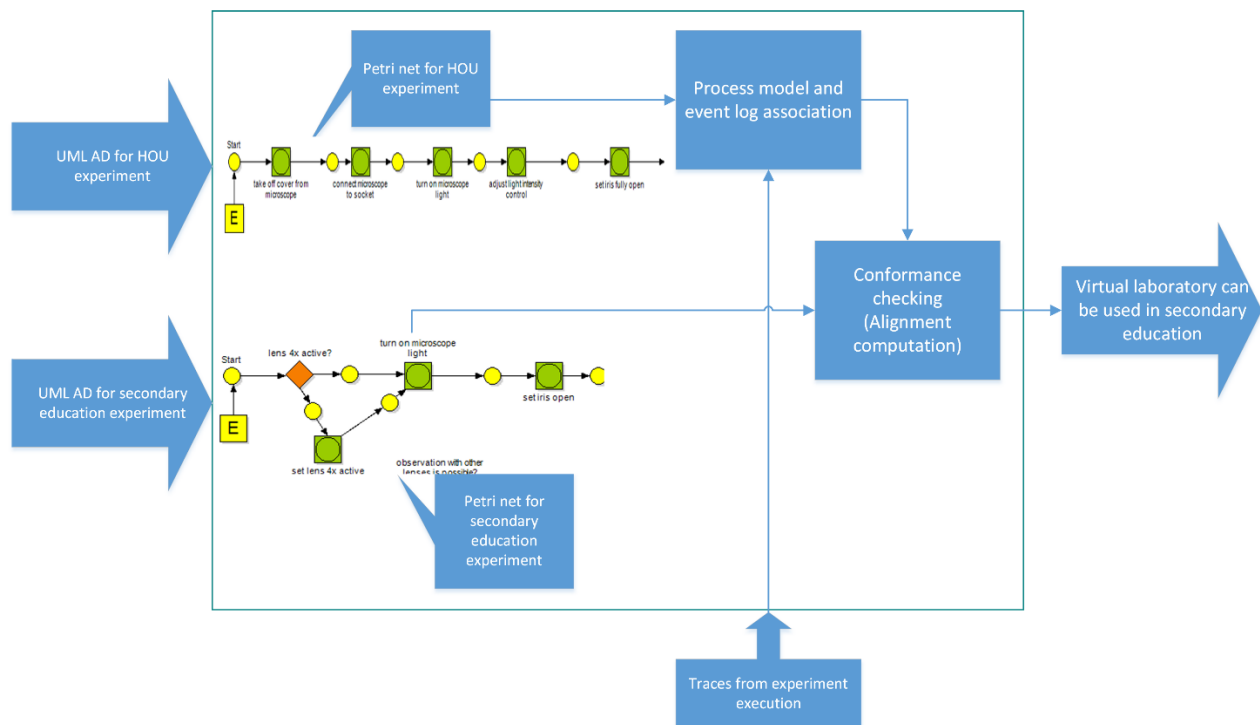 Petri net for HOU
experiment
Process model and
event log association
UML AD for HOU
experiment
Start
take off cover from
microscope
connect microscope
to socket
turn on microscope
light
adjust light intensity
control
set iris fully open
E
Conformance
checking
(Alignment
computation)
Virtual laboratory can
be used in secondary
education
UML AD for secondary
education experiment
Start
lens 4x active?
turn on microscope
light
set iris open
E
set lens 4x active
observation with other
lenses is possible?
Petri net for
secondary
education
experiment
Traces from experiment
execution